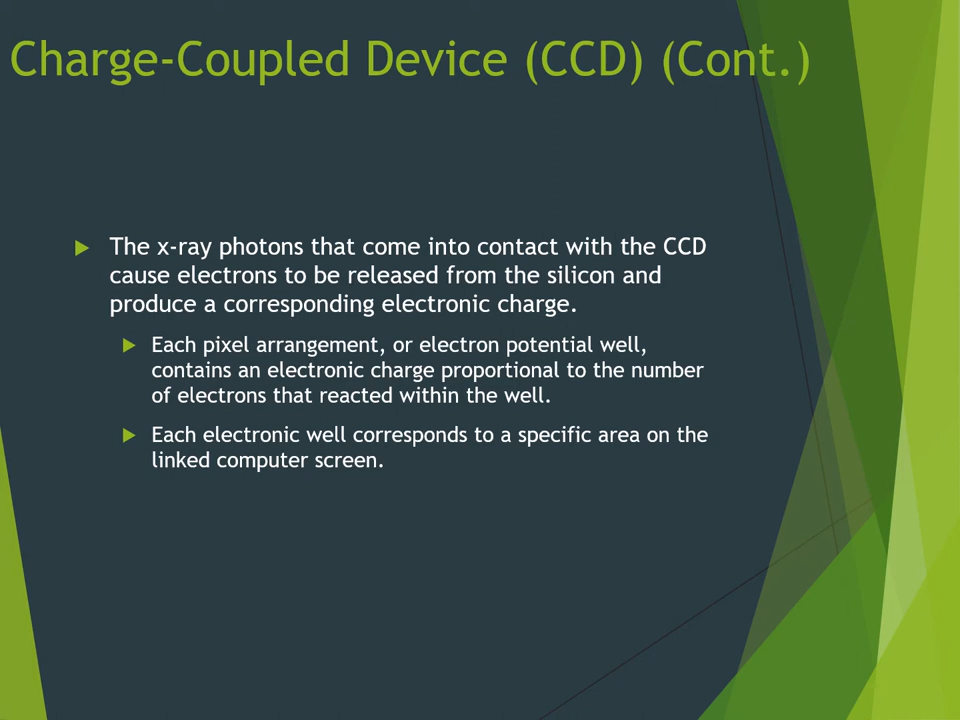 Charge-Coupled Device (CCD) (Cont.)
The x-ray photons that come into contact with the CCD
cause electrons to be released from the silicon and
produce a corresponding electronic charge.
Each pixel arrangement, or electron potential well,
contains an electronic charge proportional to the number
of electrons that reacted within the well.
Each electronic well corresponds to a specific area on the
linked computer screen.